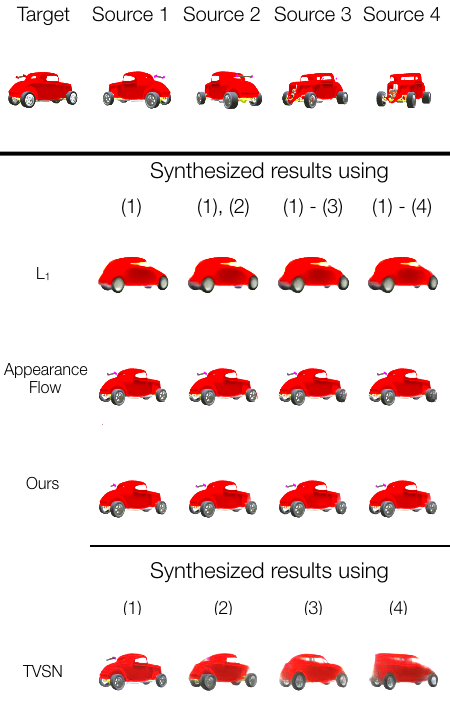 Target Source 1 Source 2 Source 3 Source 4
Synthesized results using
(1) (1), (2) (1) - (3) (1) - (4)
L₁
Appearance
Flow
Ours
Synthesized results using
(1) (2) (3) (4)
TVSN